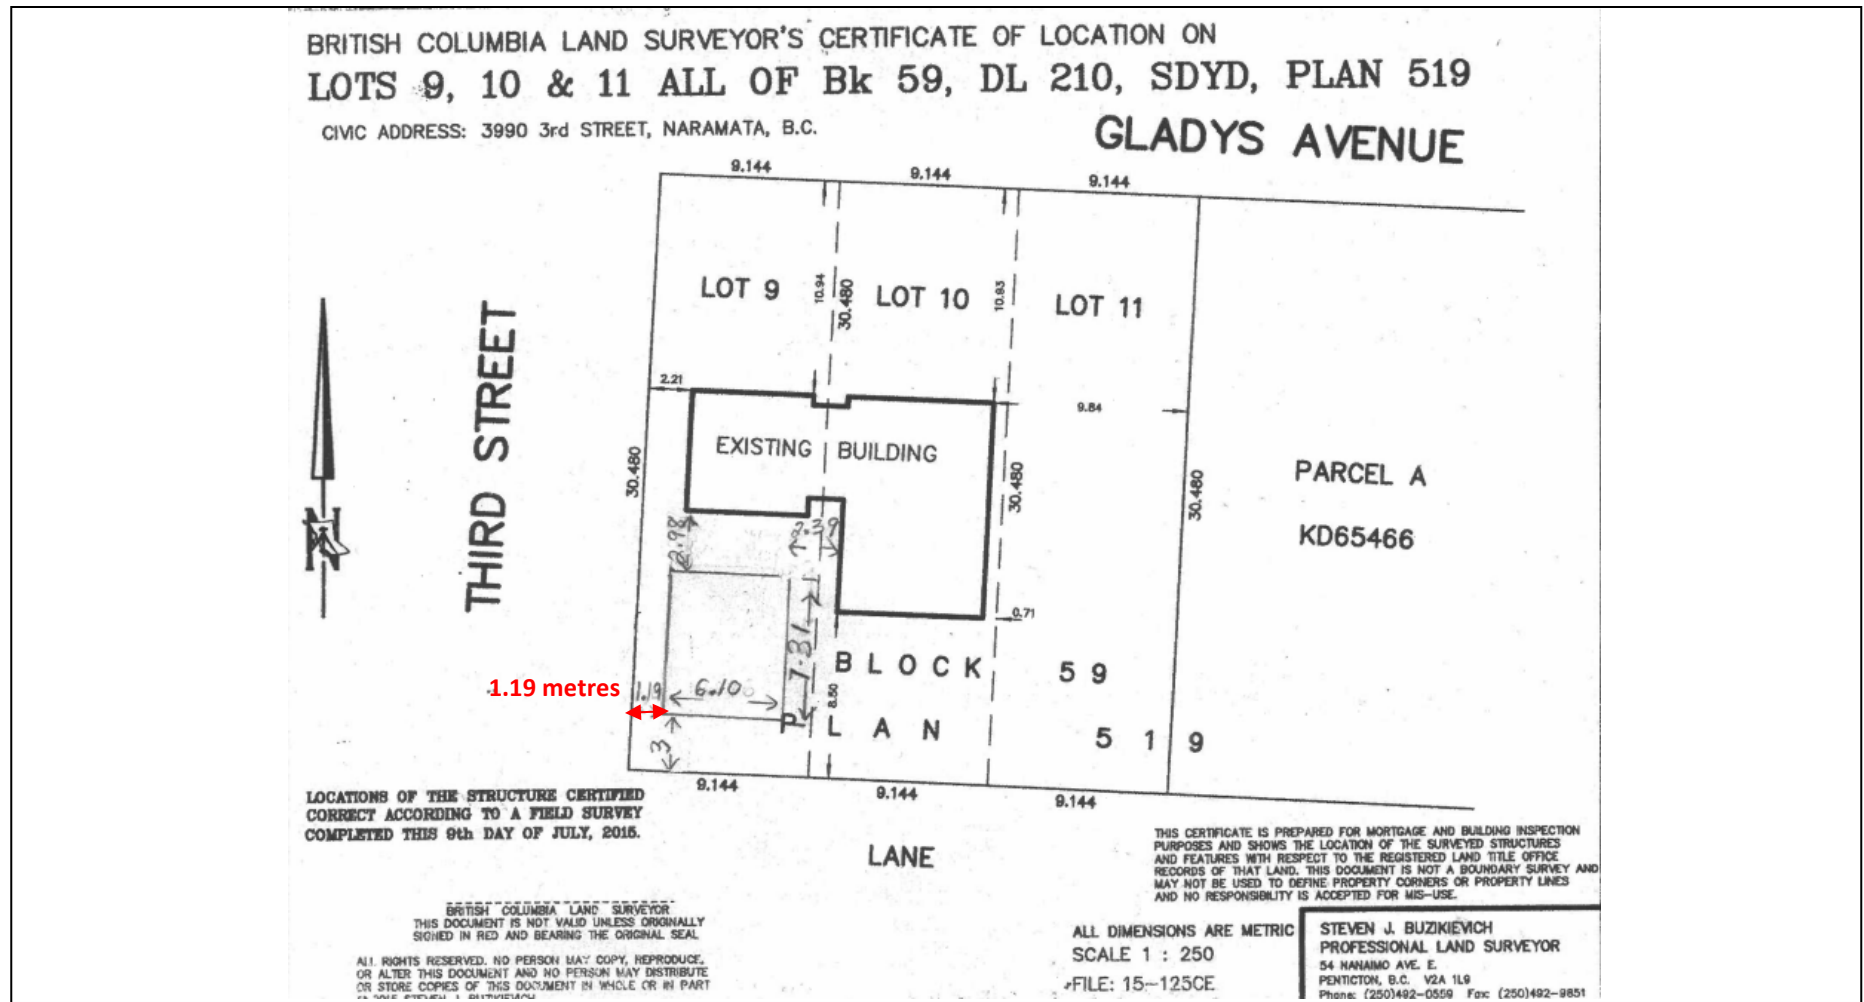 BRITISH COLUMBIA LAND SURVEYOR'S CERTIFICATE OF LOCATION ON
LOTS 9, 10 & 11 ALL OF Bk 59, DL 210, SDYD, PLAN 519
CIVIC ADDRESS: 3990 3rd STREET, NARAMATA, B.C.
GLADYS AVENUE
9.144
9.144
9.144
LOT 9
10.94
30.480
LOT 10
10.83
LOT 11
THIRD STREET
2.21
9.84
EXISTING BUILDING
30.480
30.480
30.480
PARCEL A
KD65466
N
2.98
2.39
0.71
7.31
BLOCK 59
1.19 metres
1.19
6.10
8.50
PLAN 519
3
9.144
9.144
9.144
LOCATIONS OF THE STRUCTURE CERTIFIED
CORRECT ACCORDING TO A FIELD SURVEY
COMPLETED THIS 9th DAY OF JULY, 2015.
LANE
THIS CERTIFICATE IS PREPARED FOR MORTGAGE AND BUILDING INSPECTION
PURPOSES AND SHOWS THE LOCATION OF THE SURVEYED STRUCTURES
AND FEATURES WITH RESPECT TO THE REGISTERED LAND TITLE OFFICE
RECORDS OF THAT LAND. THIS DOCUMENT IS NOT A BOUNDARY SURVEY AND
MAY NOT BE USED TO DEFINE PROPERTY CORNERS OR PROPERTY LINES
AND NO RESPONSIBILITY IS ACCEPTED FOR MIS-USE.
BRITISH COLUMBIA LAND SURVEYOR
THIS DOCUMENT IS NOT VALID UNLESS ORIGINALLY
SIGNED IN RED AND BEARING THE ORIGINAL SEAL
ALL RIGHTS RESERVED. NO PERSON MAY COPY, REPRODUCE,
OR ALTER THIS DOCUMENT AND NO PERSON MAY DISTRIBUTE
OR STORE COPIES OF THIS DOCUMENT IN WHOLE OR IN PART
© 2015 STEVEN J. BUZIKIEVICH
ALL DIMENSIONS ARE METRIC
SCALE 1 : 250
FILE: 15-125CE
STEVEN J. BUZIKIEVICH
PROFESSIONAL LAND SURVEYOR
54 NANAIMO AVE. E.
PENTICTON, B.C. V2A 1L9
Phone: (250)492-0559 Fax: (250)492-9851